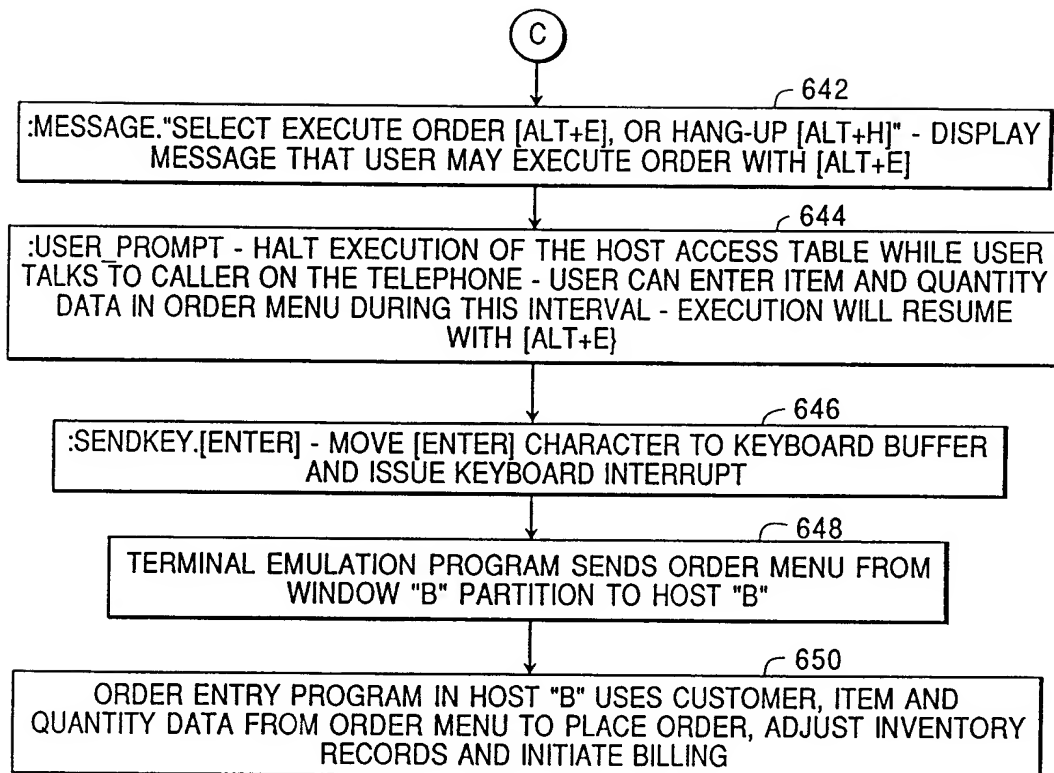 C
642
:MESSAGE."SELECT EXECUTE ORDER [ALT+E], OR HANG-UP [ALT+H]" - DISPLAY
MESSAGE THAT USER MAY EXECUTE ORDER WITH [ALT+E]
644
:USER_PROMPT - HALT EXECUTION OF THE HOST ACCESS TABLE WHILE USER
TALKS TO CALLER ON THE TELEPHONE - USER CAN ENTER ITEM AND QUANTITY
DATA IN ORDER MENU DURING THIS INTERVAL - EXECUTION WILL RESUME
WITH [ALT+E}
646
:SENDKEY.[ENTER] - MOVE [ENTER] CHARACTER TO KEYBOARD BUFFER
AND ISSUE KEYBOARD INTERRUPT
648
TERMINAL EMULATION PROGRAM SENDS ORDER MENU FROM
WINDOW "B" PARTITION TO HOST "B"
650
ORDER ENTRY PROGRAM IN HOST "B" USES CUSTOMER, ITEM AND
QUANTITY DATA FROM ORDER MENU TO PLACE ORDER, ADJUST INVENTORY
RECORDS AND INITIATE BILLING